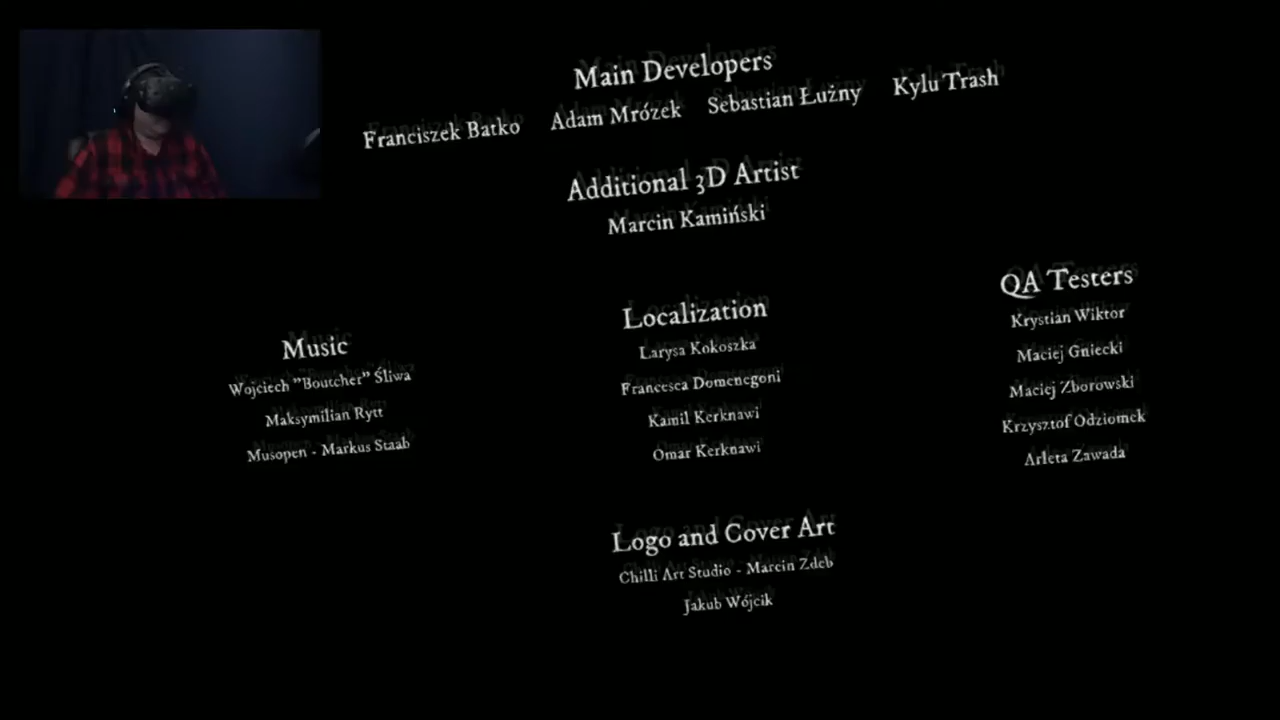 Main Developers
Franciszek Batko Adam Mrózek Sebastian Łużny Kylu Trash
Additional 3D Artist
Marcin Kamiński
Music
Wojciech "Boutcher" Śliwa
Maksymilian Rytt
Musopen - Markus Staab
Localization
Larysa Kokoszka
Francesca Domenegoni
Kamil Kerknawi
Omar Kerknawi
QA Testers
Krystian Wiktor
Maciej Gniecki
Maciej Zborowski
Krzysztof Odziomek
Arleta Zawada
Logo and Cover Art
Chilli Art Studio - Marcin Zdeb
Jakub Wójcik